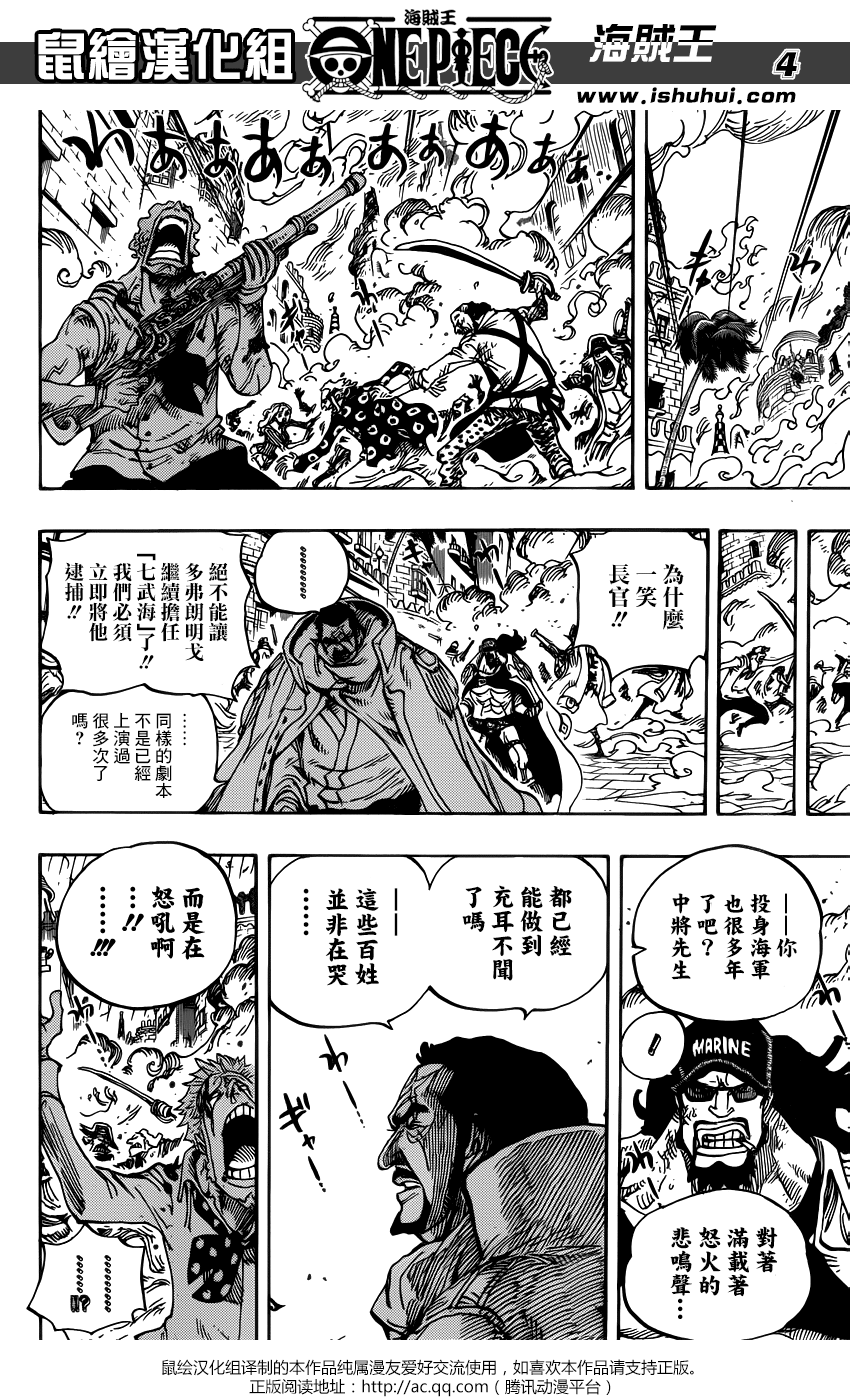 鼠繪漢化組
海賊王
ONE PIECE
海賊王
4
www.ishuhui.com
わ
ぁぁぁぁぁぁぁぁぁ
為什麼
一笑
長官!!
………
絕不能讓
多弗朗明戈
繼續擔任
「七武海」了!!
我們必須
立即將他
逮捕!!
……
同樣的劇本
不是已經
上演過
很多次了
嗎?
——你
投身海軍
也很多年
了吧?
中將先生
MARINE
對著
滿載著
怒火的
悲鳴聲…
都已經
能做到
充耳不聞
了嗎
——
這些百姓
並非在哭
……
而是在
怒吼啊
…!!
……!!!
………
………!!?
鼠绘汉化组译制的本作品纯属漫友爱好交流使用，如喜欢本作品请支持正版。
正版阅读地址：http://ac.qq.com（腾讯动漫平台）